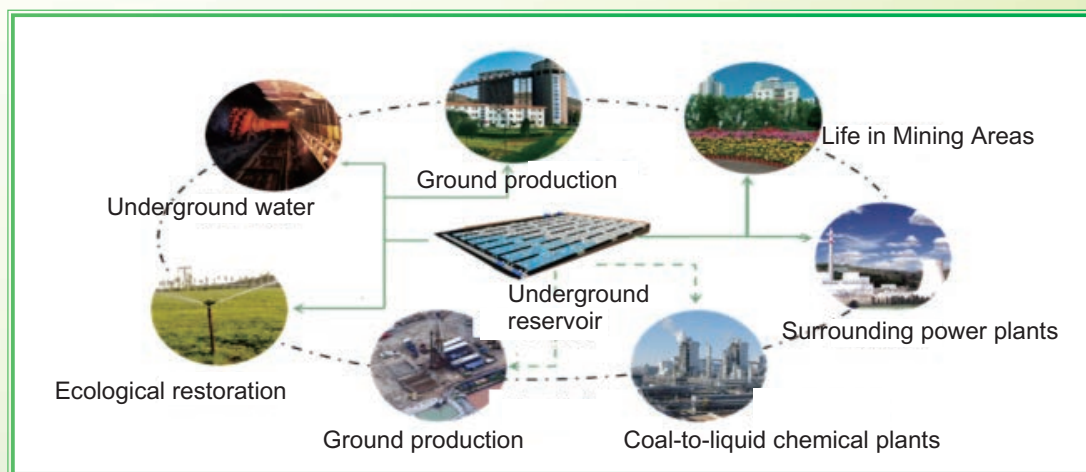 Life in Mining Areas
Ground production
Underground water
Underground
reservoir
Surrounding power plants
Ecological restoration
Ground production
Coal-to-liquid chemical plants